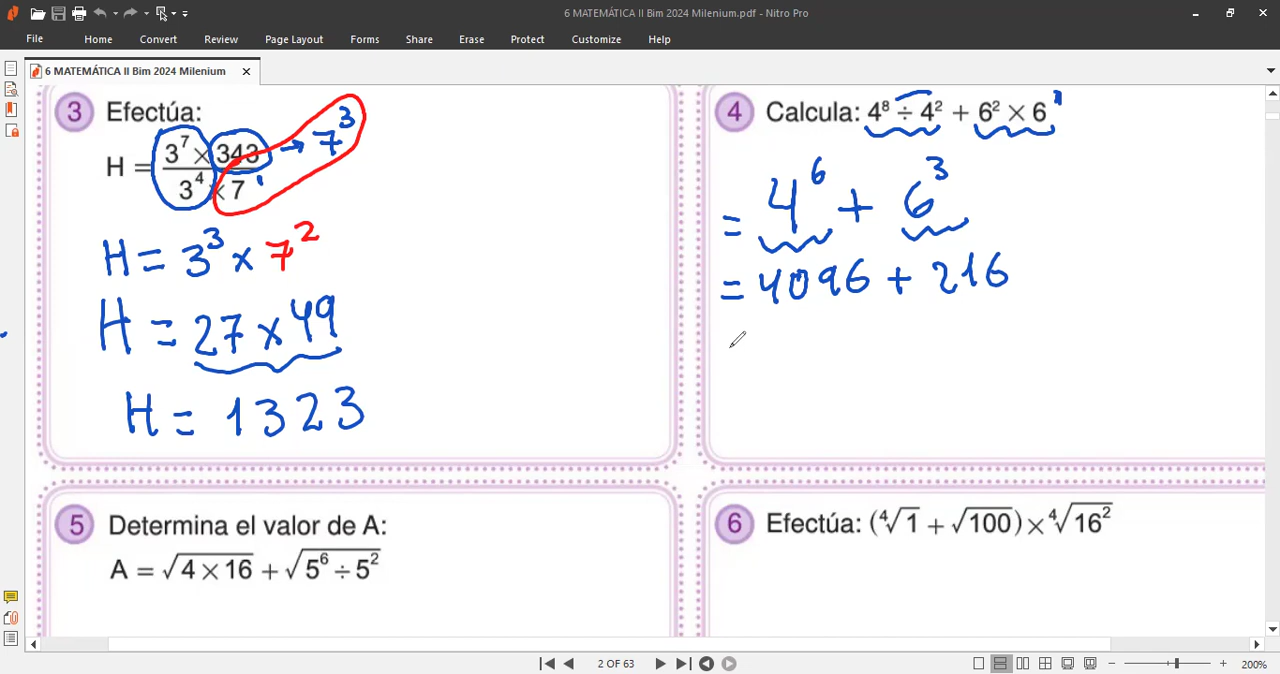 6 MATEMÁTICA II Bim 2024 Milenium.pdf - Nitro Pro
File Home Convert Review Page Layout Forms Share Erase Protect Customize Help
6 MATEMÁTICA II Bim 2024 Milenium
3 Efectúa:
H = (3⁷ × 343) / (3⁴ × 7¹) → 7³
H = 3³ × 7²
H = 27 × 49
H = 1323
4 Calcula: 4⁸ ÷ 4² + 6² × 6¹
= 4⁶ + 6³
= 4096 + 216
5 Determina el valor de A:
A = √(4 × 16) + √(5⁶ ÷ 5²)
6 Efectúa: (⁴√1 + √100) × ⁴√(16²)
2 OF 63
200%